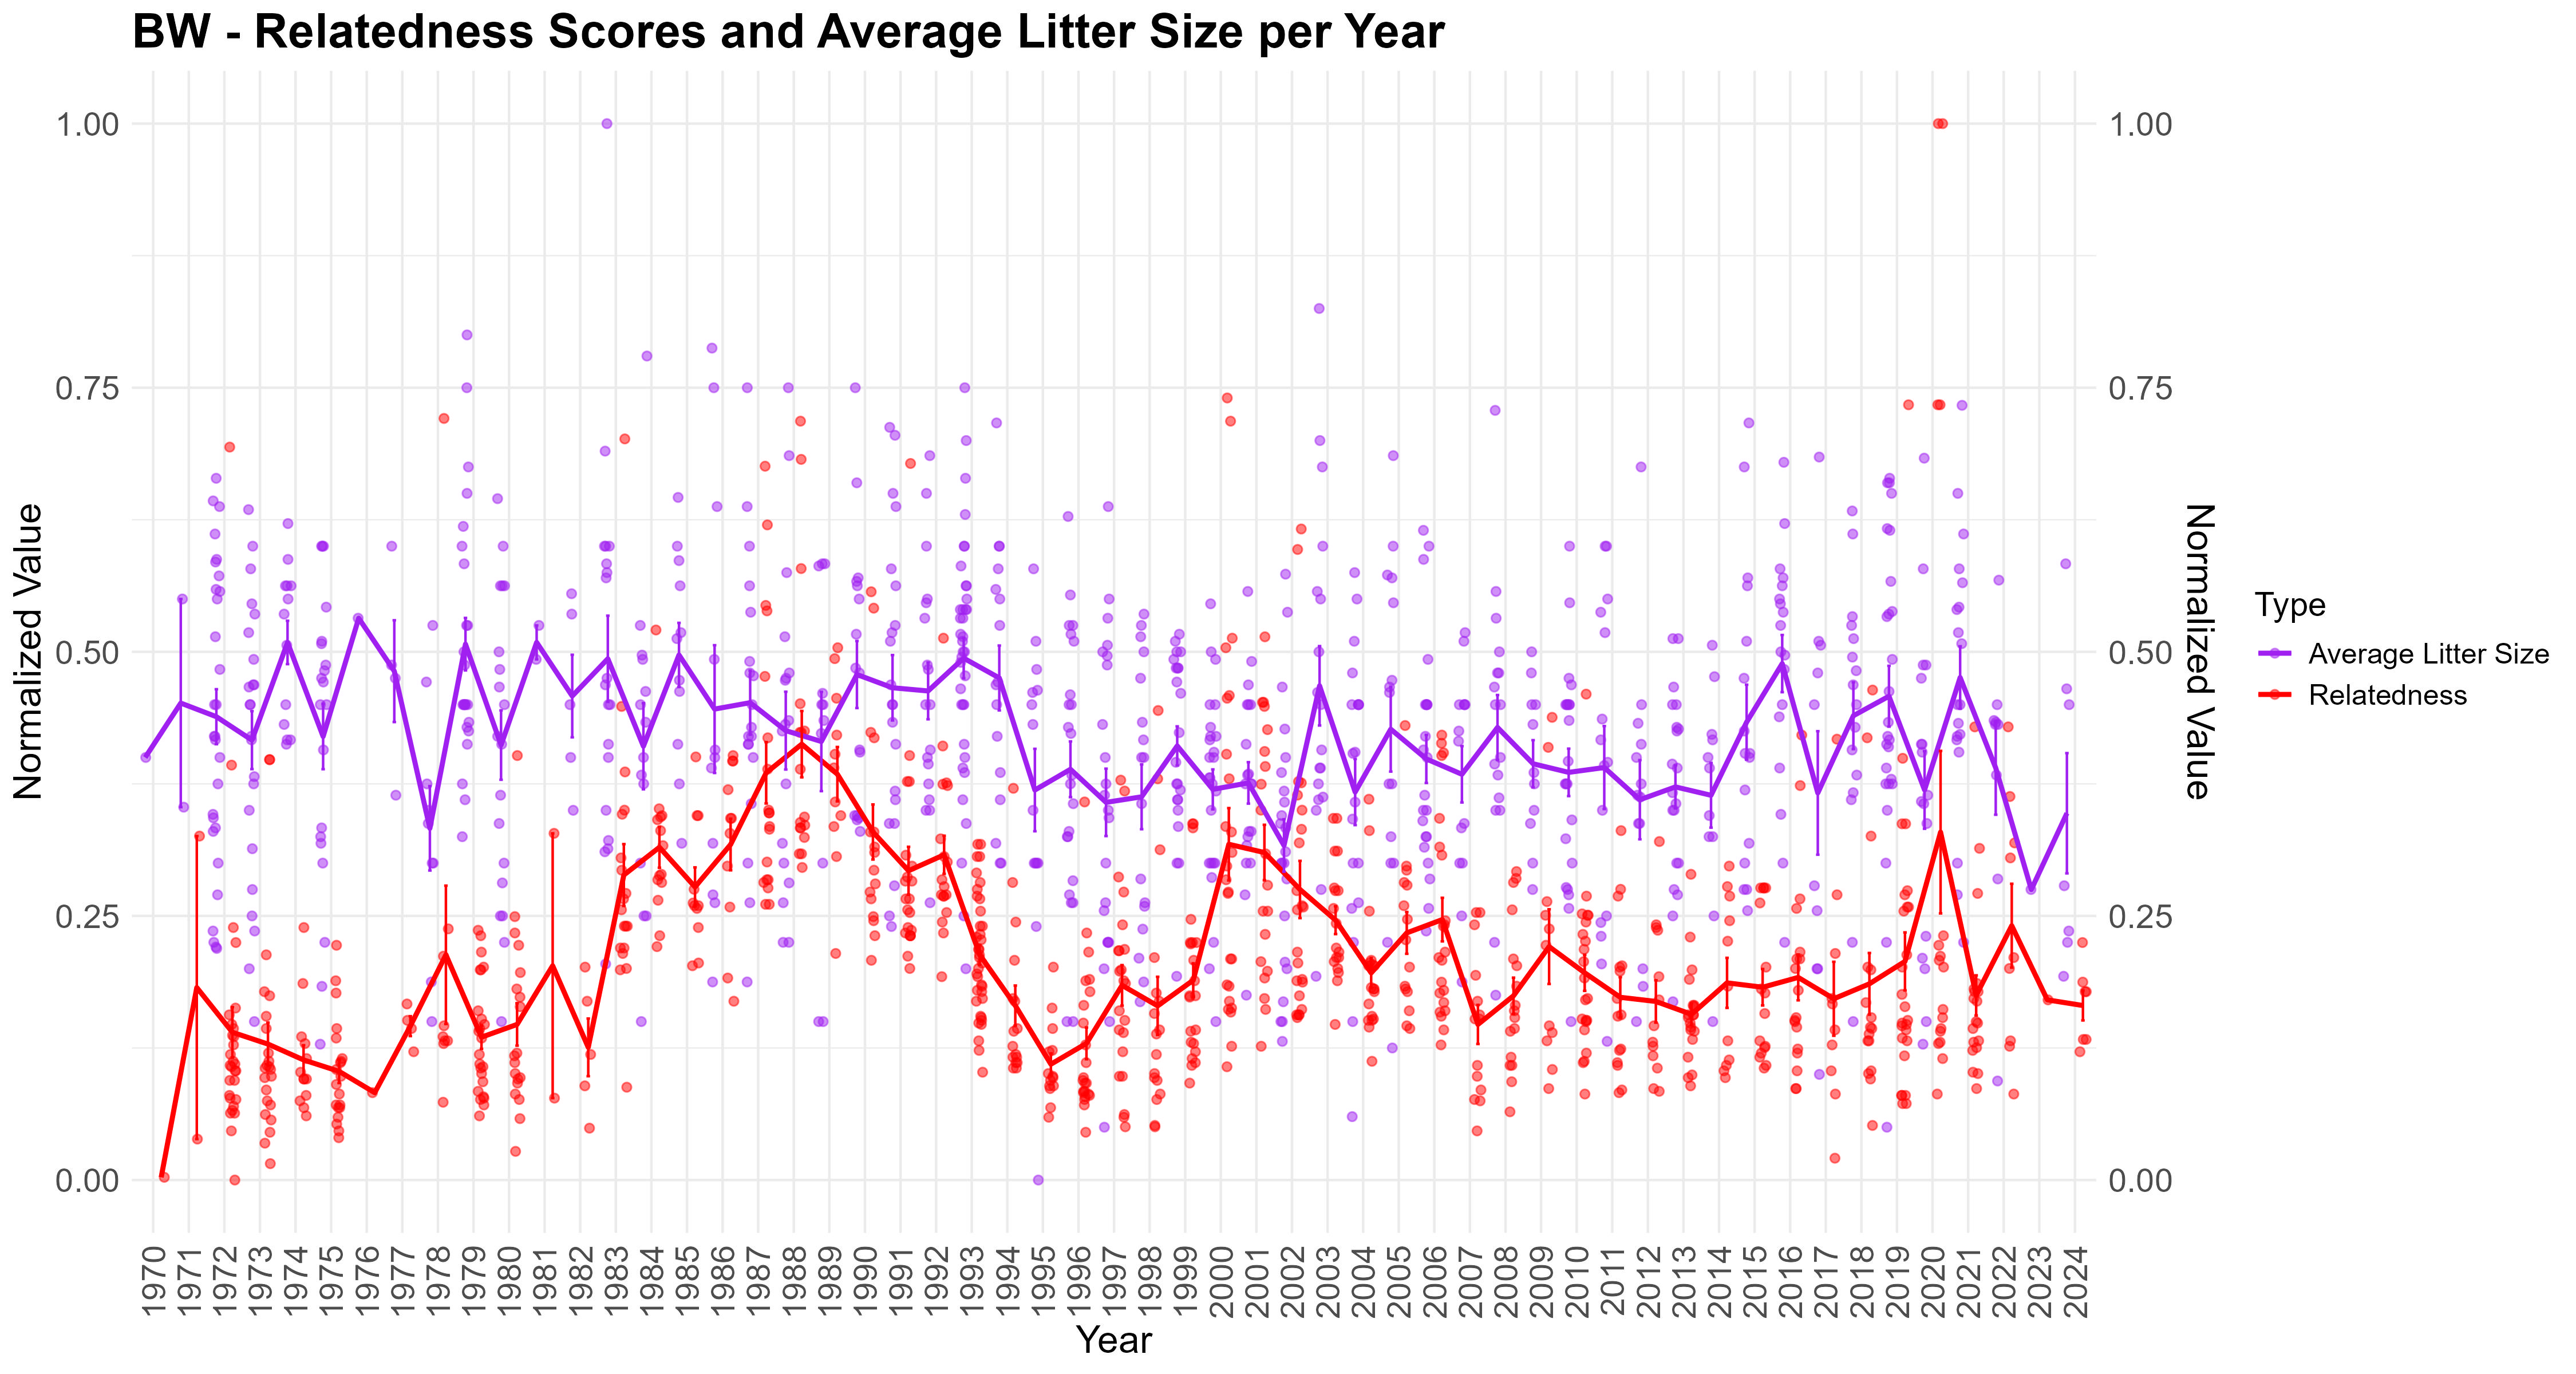 BW - Relatedness Scores and Average Litter Size per Year
Normalized Value
1.00
0.75
0.50
0.25
0.00
1.00
0.75
0.50
0.25
0.00
Normalized Value
Type
Average Litter Size
Relatedness
1970 1971 1972 1973 1974 1975 1976 1977 1978 1979 1980 1981 1982 1983 1984 1985 1986 1987 1988 1989 1990 1991 1992 1993 1994 1995 1996 1997 1998 1999 2000 2001 2002 2003 2004 2005 2006 2007 2008 2009 2010 2011 2012 2013 2014 2015 2016 2017 2018 2019 2020 2021 2022 2023 2024
Year